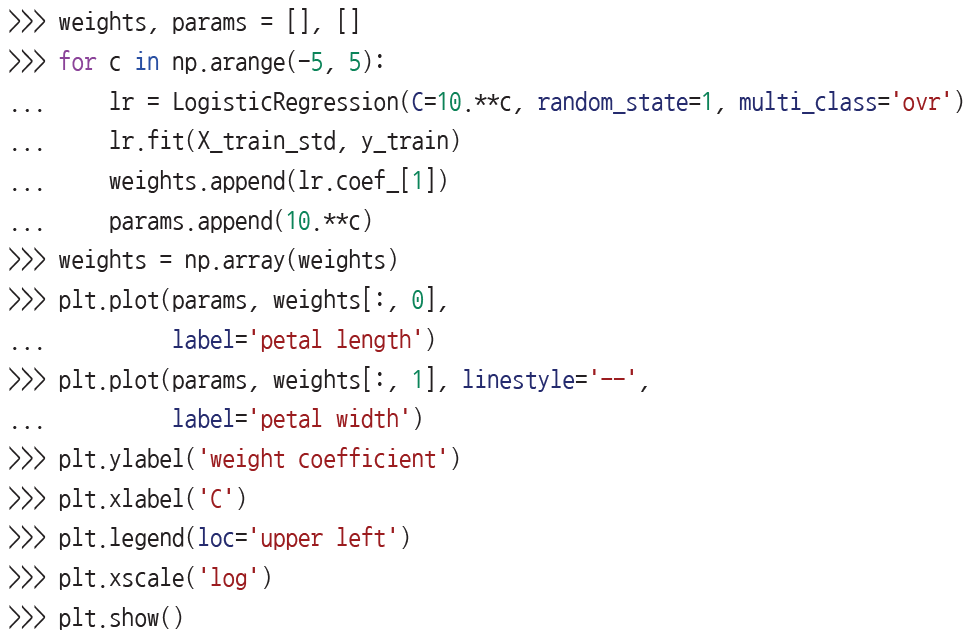 >>> weights, params = [], []
>>> for c in np.arange(-5, 5):
...     lr = LogisticRegression(C=10.**c, random_state=1, multi_class='ovr')
...     lr.fit(X_train_std, y_train)
...     weights.append(lr.coef_[1])
...     params.append(10.**c)
>>> weights = np.array(weights)
>>> plt.plot(params, weights[:, 0],
...          label='petal length')
>>> plt.plot(params, weights[:, 1], linestyle='--',
...          label='petal width')
>>> plt.ylabel('weight coefficient')
>>> plt.xlabel('C')
>>> plt.legend(loc='upper left')
>>> plt.xscale('log')
>>> plt.show()